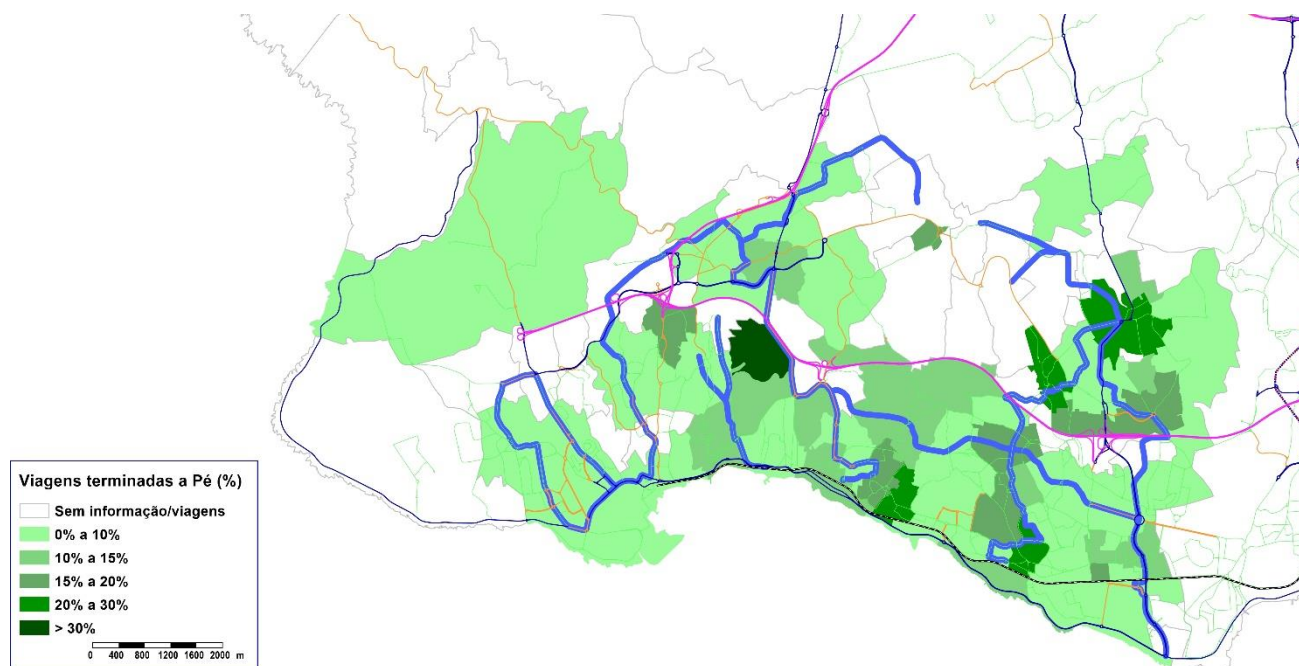 Viagens terminadas a Pé (%)
Sem informação/viagens
0% a 10%
10% a 15%
15% a 20%
20% a 30%
> 30%
0 400 800 1200 1600 2000 m